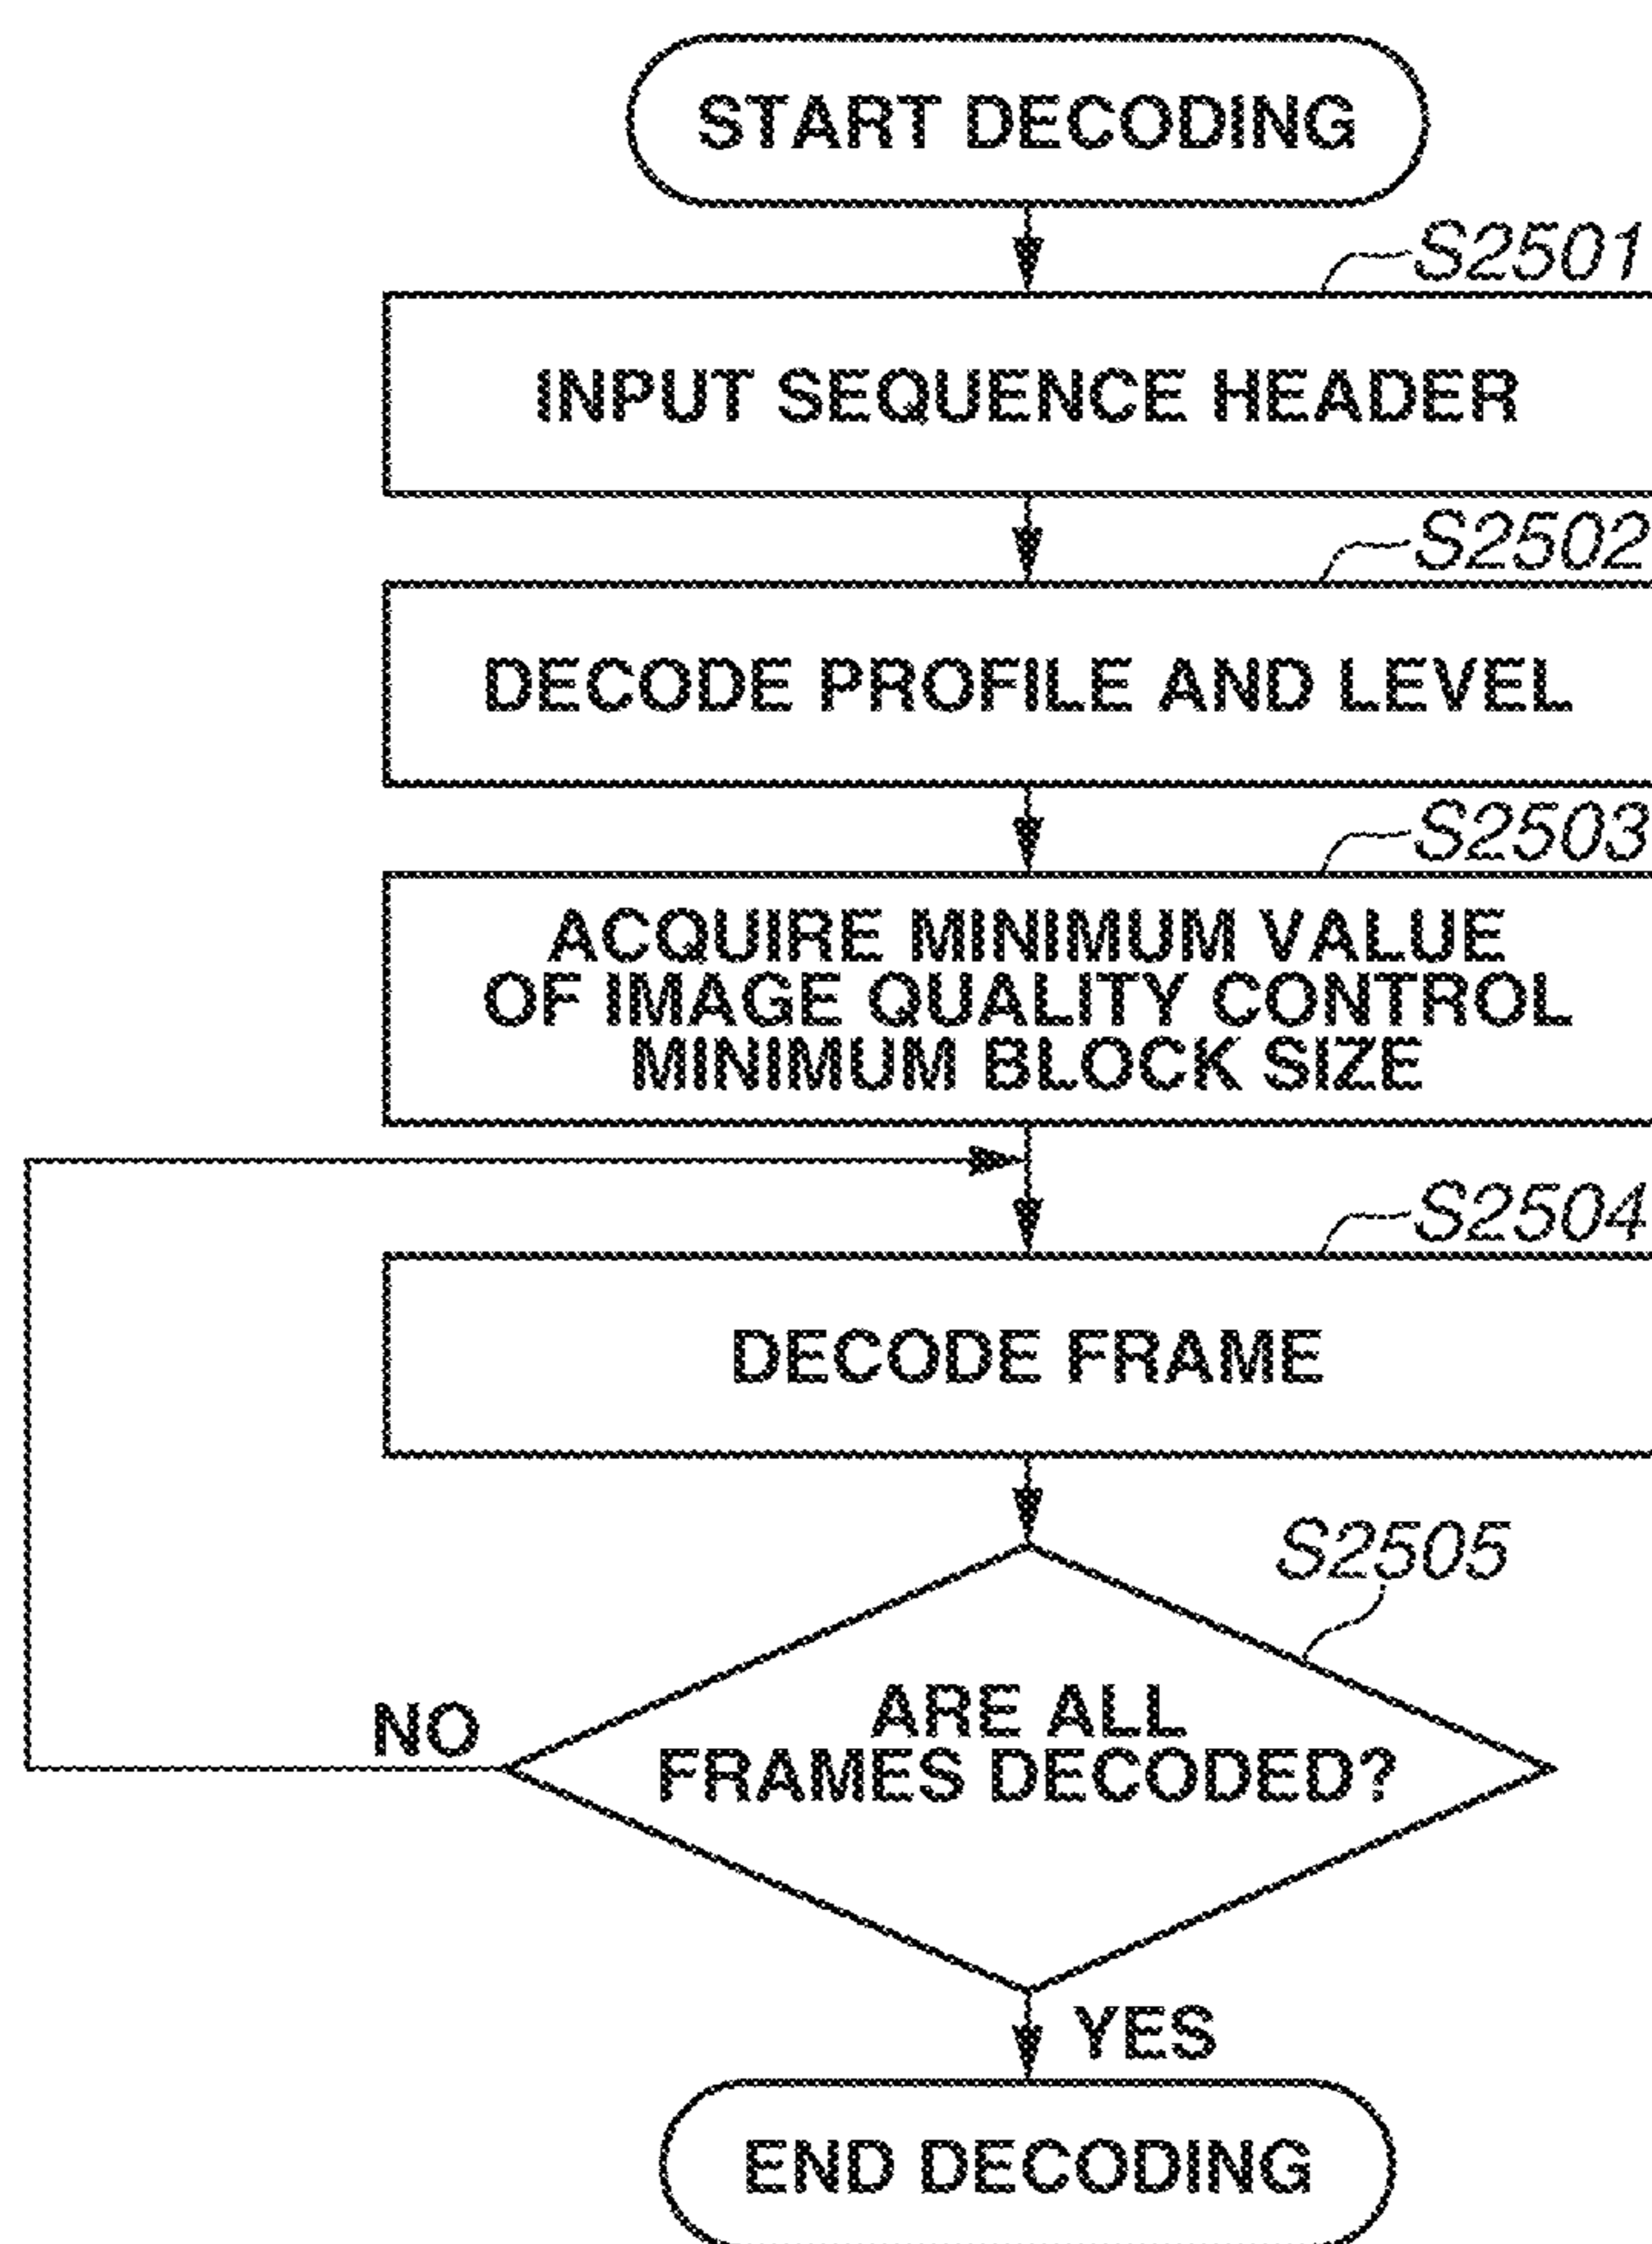 START DECODING
S2501
INPUT SEQUENCE HEADER
S2502
DECODE PROFILE AND LEVEL
S2503
ACQUIRE MINIMUM VALUE
OF IMAGE QUALITY CONTROL
MINIMUM BLOCK SIZE
S2504
DECODE FRAME
S2505
ARE ALL
FRAMES DECODED?
NO
YES
END DECODING